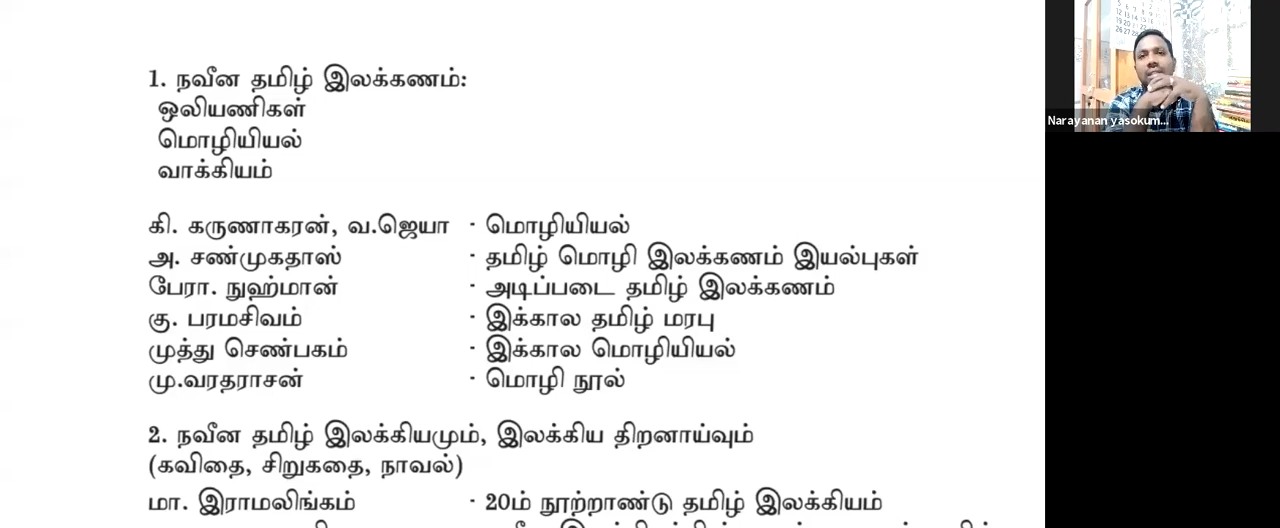 1. நவீன தமிழ் இலக்கணம்:
ஒலியணிகள்
மொழியியல்
வாக்கியம்
கி. கருணாகரன், வ.ஜெயா - மொழியியல்
அ. சண்முகதாஸ் - தமிழ் மொழி இலக்கணம் இயல்புகள்
பேரா. நுஹ்மான் - அடிப்படை தமிழ் இலக்கணம்
கு. பரமசிவம் - இக்கால தமிழ் மரபு
முத்து செண்பகம் - இக்கால மொழியியல்
மு.வரதராசன் - மொழி நூல்
2. நவீன தமிழ் இலக்கியமும், இலக்கிய திறனாய்வும்
(கவிதை, சிறுகதை, நாவல்)
மா. இராமலிங்கம் - 20ம் நூற்றாண்டு தமிழ் இலக்கியம்
Narayanan yasokum...